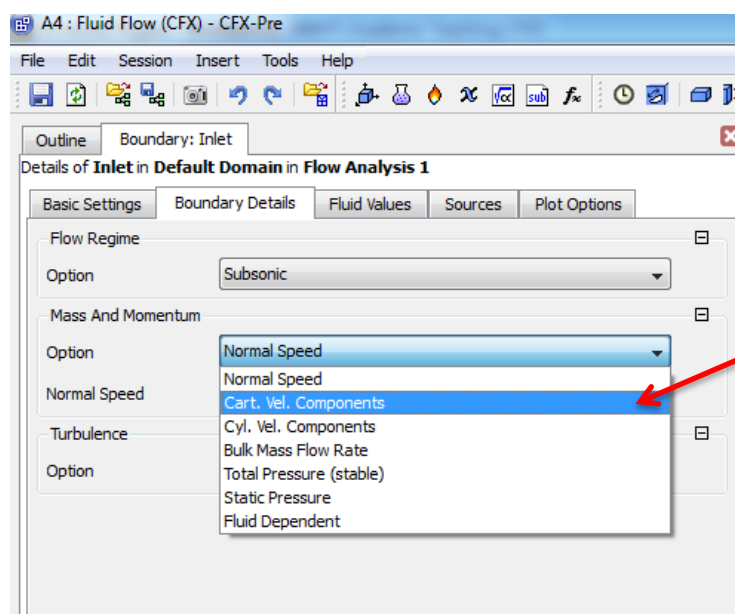 A4 : Fluid Flow (CFX) - CFX-Pre
File Edit Session Insert Tools Help
Outline Boundary: Inlet
Details of Inlet in Default Domain in Flow Analysis 1
Basic Settings Boundary Details Fluid Values Sources Plot Options
Flow Regime
Option Subsonic
Mass And Momentum
Option Normal Speed
Normal Speed
Normal Speed
Cart. Vel. Components
Turbulence
Cyl. Vel. Components
Bulk Mass Flow Rate
Option
Total Pressure (stable)
Static Pressure
Fluid Dependent